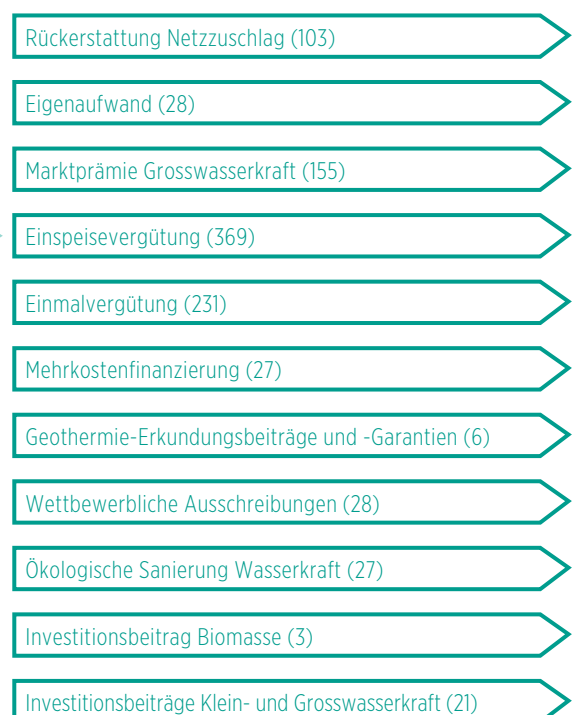 Rückerstattung Netzzuschlag (103)
Eigenaufwand (28)
Marktprämie Grosswasserkraft (155)
Einspeisevergütung (369)
Einmalvergütung (231)
Mehrkostenfinanzierung (27)
Geothermie-Erkundungsbeiträge und -Garantien (6)
Wettbewerbliche Ausschreibungen (28)
Ökologische Sanierung Wasserkraft (27)
Investitionsbeitrag Biomasse (3)
Investitionsbeiträge Klein- und Grosswasserkraft (21)